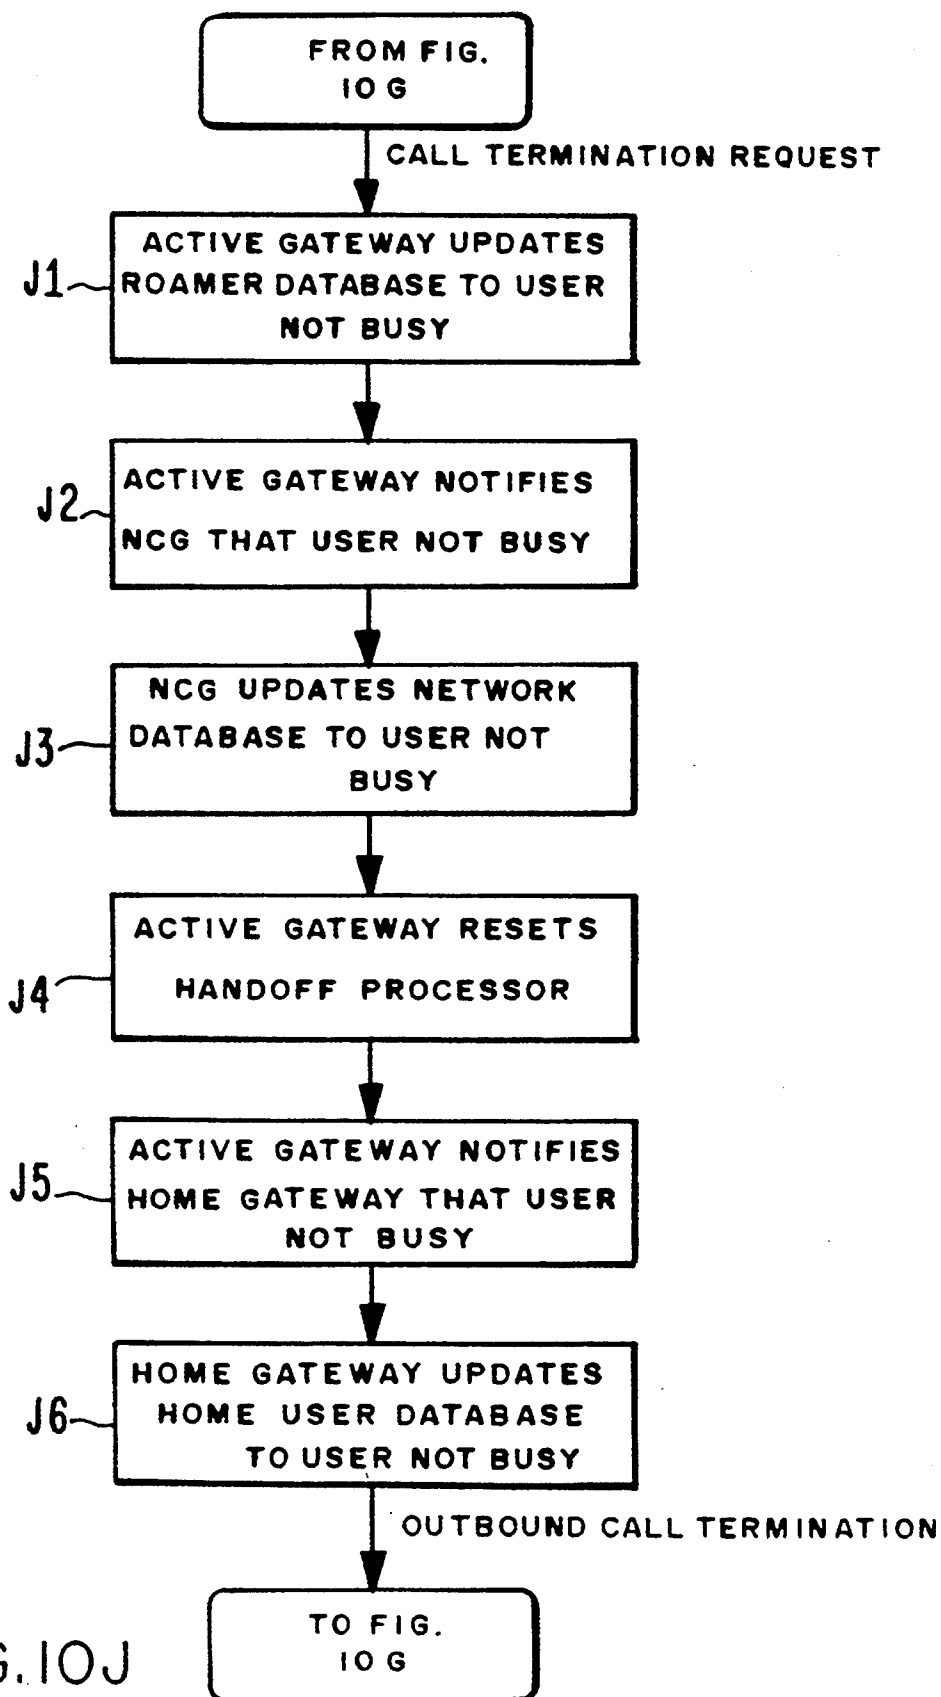 FROM FIG.
10 G
CALL TERMINATION REQUEST
ACTIVE GATEWAY UPDATES
J1 ROAMER DATABASE TO USER
NOT BUSY
ACTIVE GATEWAY NOTIFIES
J2
NCG THAT USER NOT BUSY
NCG UPDATES NETWORK
J3 DATABASE TO USER NOT
BUSY
ACTIVE GATEWAY RESETS
J4 HANDOFF PROCESSOR
ACTIVE GATEWAY NOTIFIES
J5 HOME GATEWAY THAT USER
NOT BUSY
HOME GATEWAY UPDATES
J6 HOME USER DATABASE
TO USER NOT BUSY
OUTBOUND CALL TERMINATION
TO FIG.
10 G
G. 10J